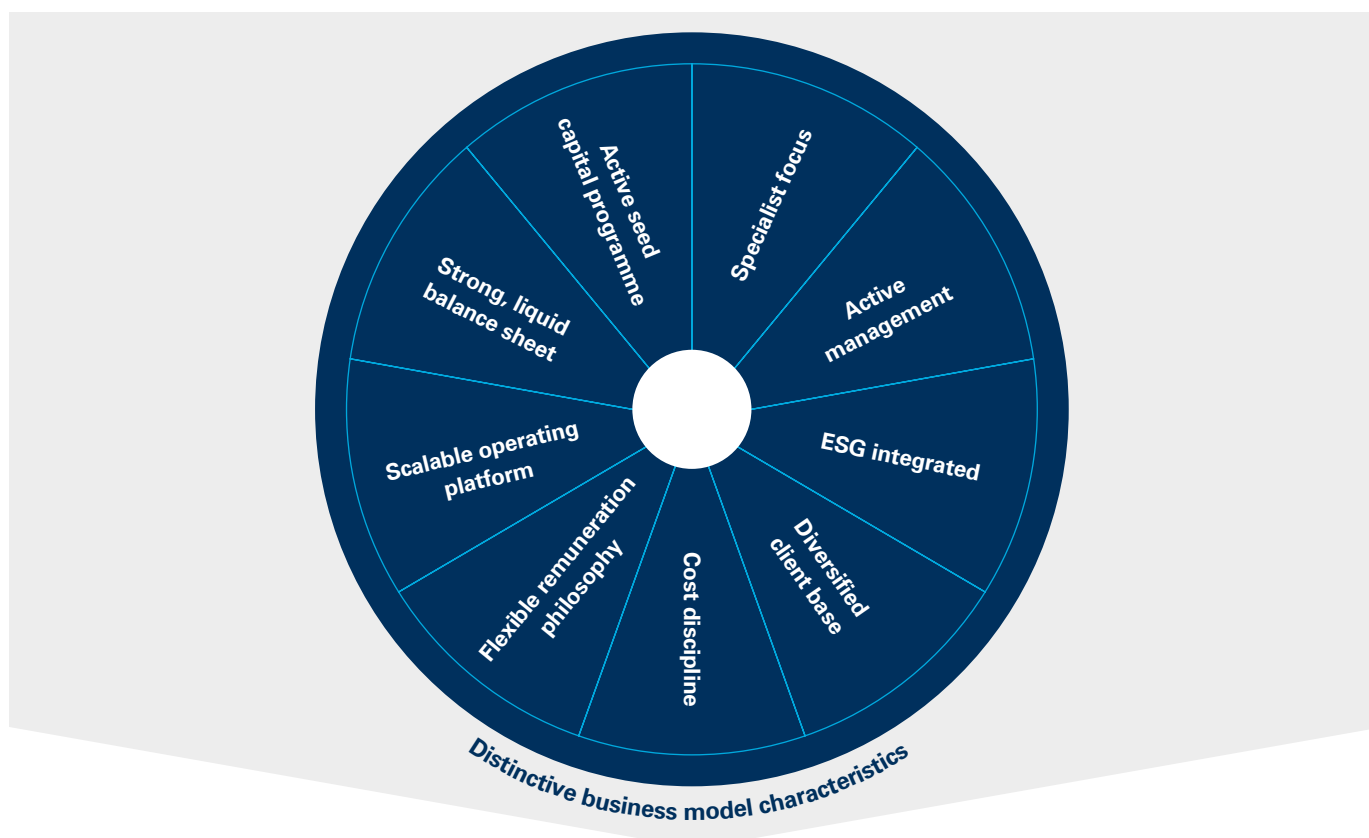 Specialist focus
Active
management
ESG integrated
Diversified
client base
Cost discipline
Flexible remuneration
philosophy
Scalable operating
platform
Strong, liquid
balance sheet
Active seed
capital programme
Distinctive business model characteristics